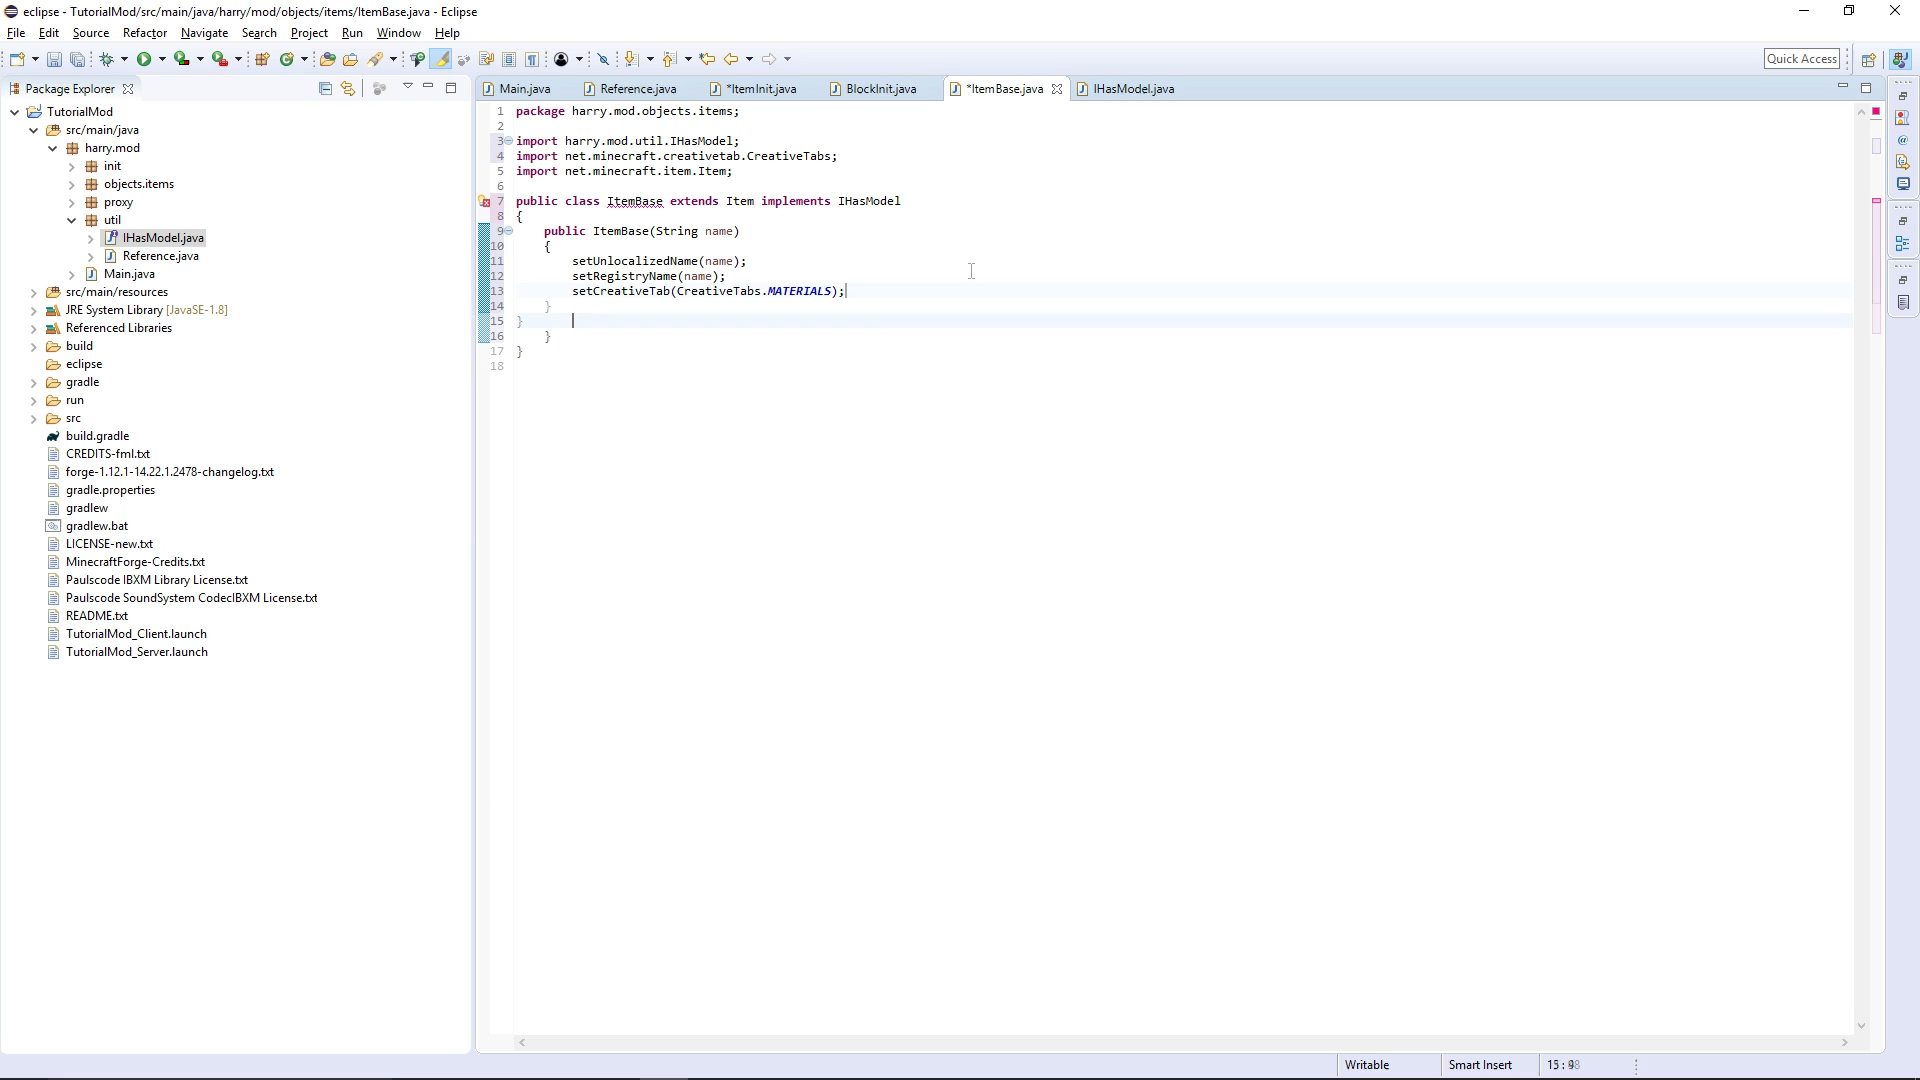 eclipse - TutorialMod/src/main/java/harry/mod/objects/items/ItemBase.java - Eclipse
File Edit Source Refactor Navigate Search Project Run Window Help
Quick Access
Package Explorer
Main.java Reference.java *ItemInit.java BlockInit.java *ItemBase.java IHasModel.java
TutorialMod
src/main/java
harry.mod
init
objects.items
proxy
util
IHasModel.java
Reference.java
Main.java
src/main/resources
JRE System Library [JavaSE-1.8]
Referenced Libraries
build
eclipse
gradle
run
src
build.gradle
CREDITS-fml.txt
forge-1.12.1-14.22.1.2478-changelog.txt
gradle.properties
gradlew
gradlew.bat
LICENSE-new.txt
MinecraftForge-Credits.txt
Paulscode IBXM Library License.txt
Paulscode SoundSystem CodecIBXM License.txt
README.txt
TutorialMod_Client.launch
TutorialMod_Server.launch
1 package harry.mod.objects.items;
2
3 import harry.mod.util.IHasModel;
4 import net.minecraft.creativetab.CreativeTabs;
5 import net.minecraft.item.Item;
6
7 public class ItemBase extends Item implements IHasModel
8 {
9 public ItemBase(String name)
10 {
11 setUnlocalizedName(name);
12 setRegistryName(name);
13 setCreativeTab(CreativeTabs.MATERIALS);
14 }
15 }
16 }
17 }
18
Writable Smart Insert